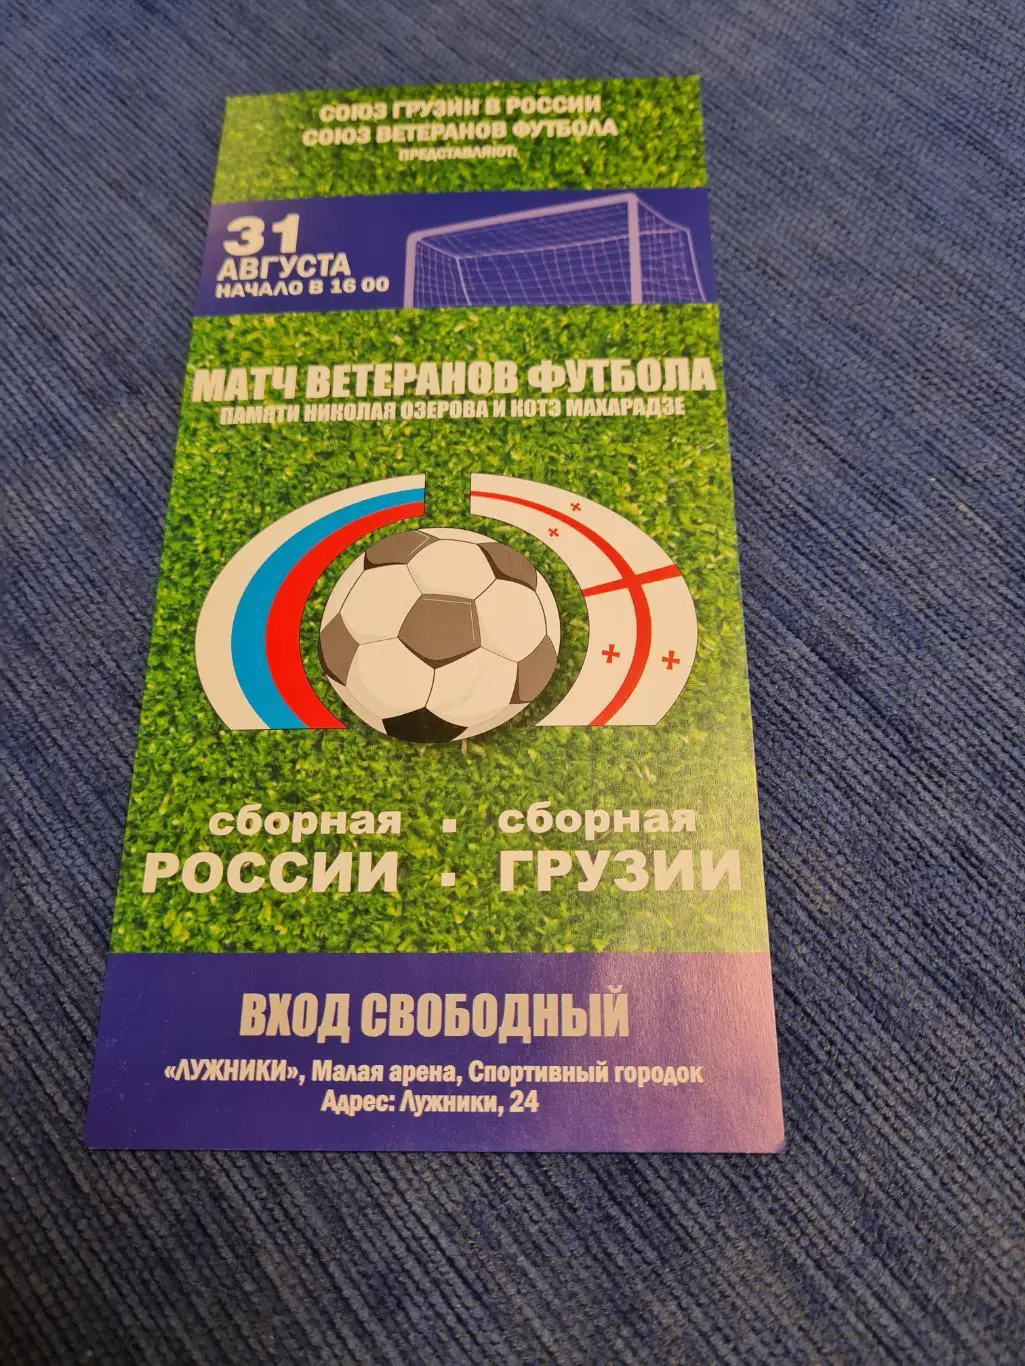 СОЮЗ ГРУЗИН В РОССИИ
СОЮЗ ВЕТЕРАНОВ ФУТБОЛА
ПРЕДСТАВЛЯЮТ:
31
АВГУСТА
НАЧАЛО В 16 00
МАТЧ ВЕТЕРАНОВ ФУТБОЛА
ПАМЯТИ НИКОЛАЯ ОЗЕРОВА И КОТЭ МАХАРАДЗЕ
сборная - сборная
РОССИИ - ГРУЗИИ
ВХОД СВОБОДНЫЙ
«ЛУЖНИКИ», Малая арена, Спортивный городок
Адрес: Лужники, 24